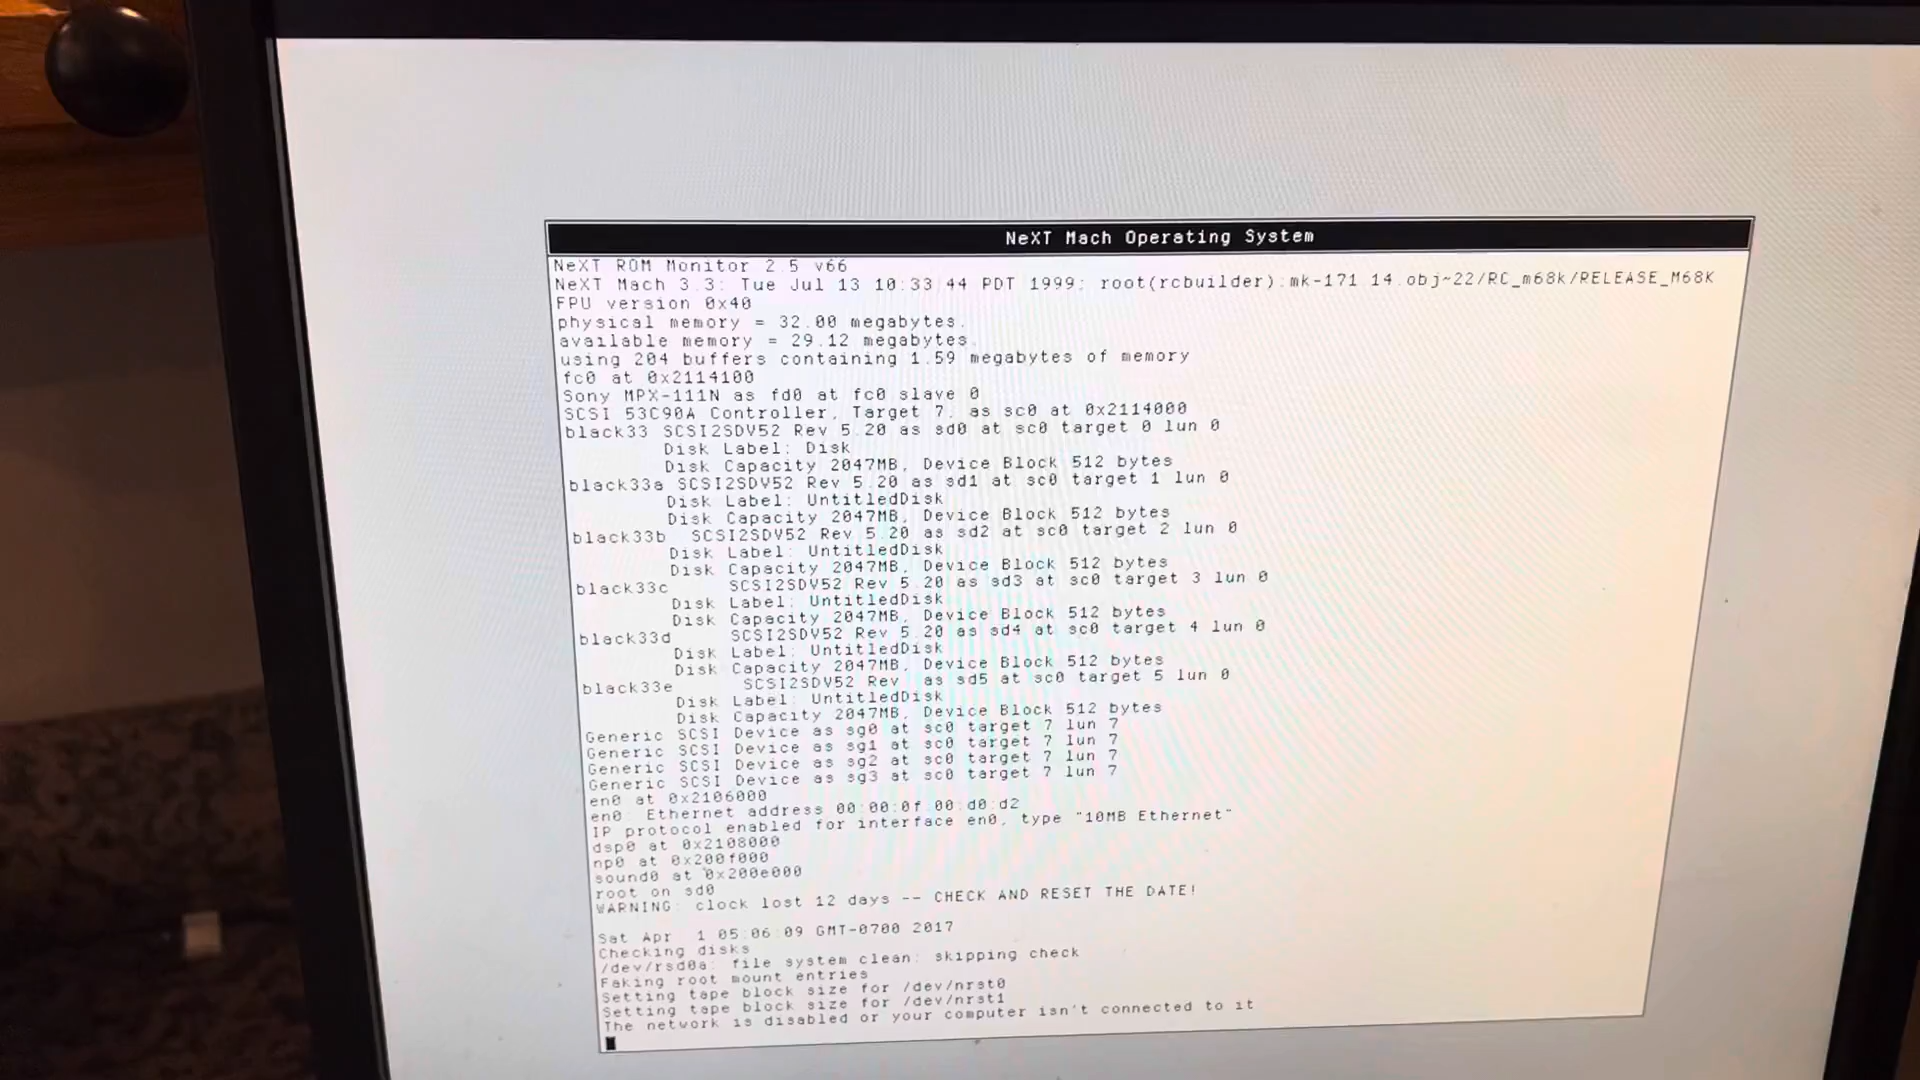 NeXT Mach Operating System
NeXT ROM Monitor 2.5 v66
NeXT Mach 3.3: Tue Jul 13 10:33:44 PDT 1999; root(rcbuilder):mk-171.14.obj~22/RC_m68k/RELEASE_M68K
FPU version 0x40
physical memory = 32.00 megabytes.
available memory = 29.12 megabytes.
using 204 buffers containing 1.59 megabytes of memory
fc0 at 0x2114100
Sony MPX-111N as fd0 at fc0 slave 0
SCSI 53C90A Controller, Target 7, as sc0 at 0x2114000
black33 SCSI2SDV52 Rev 5.20 as sd0 at sc0 target 0 lun 0
Disk Label: Disk
Disk Capacity 2047MB, Device Block 512 bytes
black33a SCSI2SDV52 Rev 5.20 as sd1 at sc0 target 1 lun 0
Disk Label: UntitledDisk
Disk Capacity 2047MB, Device Block 512 bytes
black33b SCSI2SDV52 Rev 5.20 as sd2 at sc0 target 2 lun 0
Disk Label: UntitledDisk
Disk Capacity 2047MB, Device Block 512 bytes
black33c SCSI2SDV52 Rev 5.20 as sd3 at sc0 target 3 lun 0
Disk Label: UntitledDisk
Disk Capacity 2047MB, Device Block 512 bytes
black33d SCSI2SDV52 Rev 5.20 as sd4 at sc0 target 4 lun 0
Disk Label: UntitledDisk
Disk Capacity 2047MB, Device Block 512 bytes
black33e SCSI2SDV52 Rev as sd5 at sc0 target 5 lun 0
Disk Label: UntitledDisk
Disk Capacity 2047MB, Device Block 512 bytes
Generic SCSI Device as sg0 at sc0 target 7 lun 7
Generic SCSI Device as sg1 at sc0 target 7 lun 7
Generic SCSI Device as sg2 at sc0 target 7 lun 7
Generic SCSI Device as sg3 at sc0 target 7 lun 7
en0 at 0x2106000
en0: Ethernet address 00:00:0f:00:d0:d2
IP protocol enabled for interface en0, type "10MB Ethernet"
dsp0 at 0x2108000
np0 at 0x200f000
sound0 at 0x200e000
root on sd0
WARNING: clock lost 12 days -- CHECK AND RESET THE DATE!
Sat Apr 1 05:06:09 GMT-0700 2017
Checking disks
/dev/rsd0a: file system clean; skipping check
Faking root mount entries
Setting tape block size for /dev/nrst0
Setting tape block size for /dev/nrst1
The network is disabled or your computer isn't connected to it